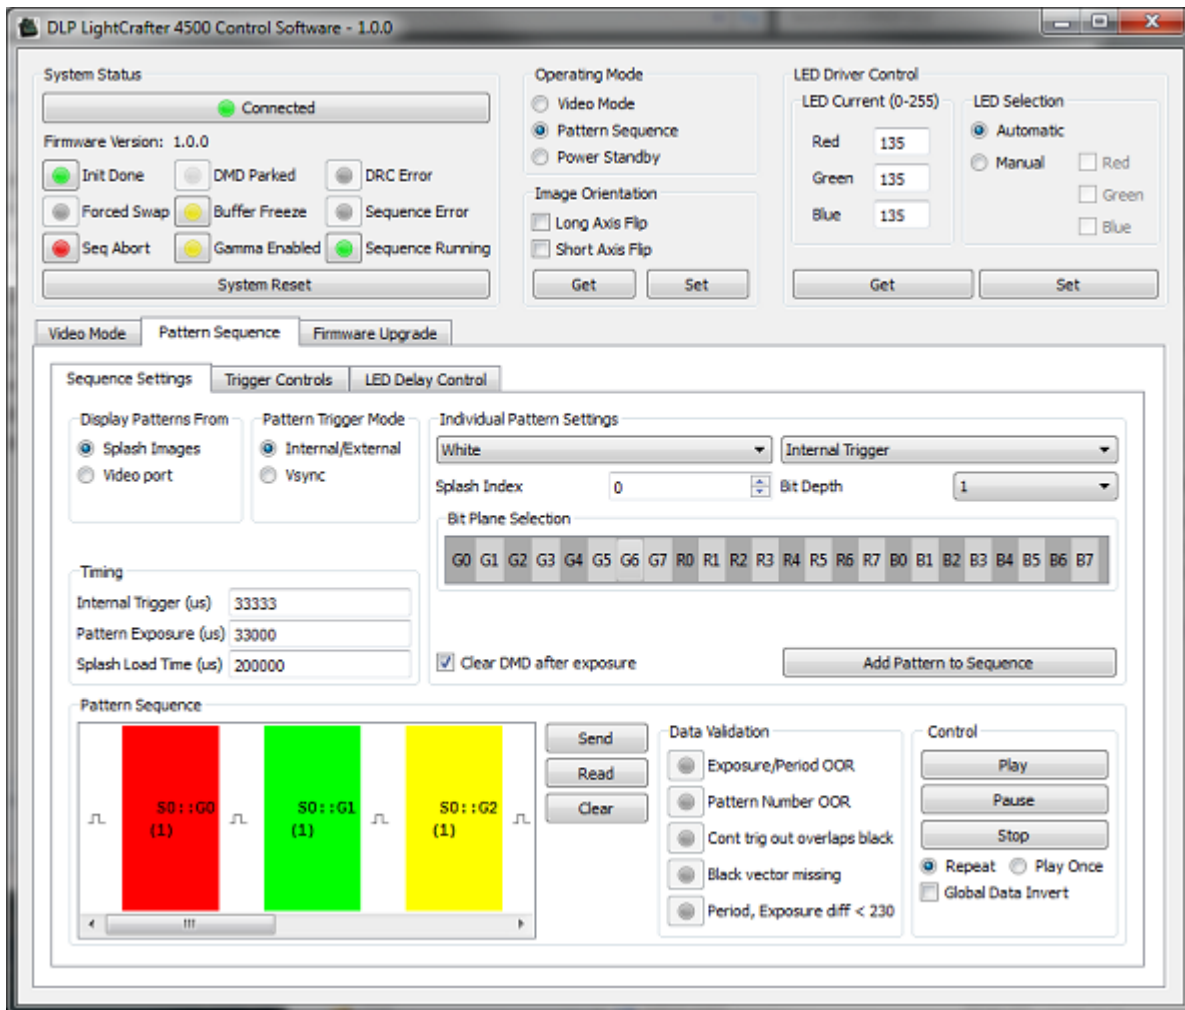 DLP LightCrafter 4500 Control Software - 1.0.0
System Status
Connected
Firmware Version: 1.0.0
Init Done
DMD Parked
DRC Error
Forced Swap
Buffer Freeze
Sequence Error
Seq Abort
Gamma Enabled
Sequence Running
System Reset
Operating Mode
Video Mode
Pattern Sequence
Power Standby
Image Orientation
Long Axis Flip
Short Axis Flip
Get
Set
LED Driver Control
LED Current (0-255)
Red 135
Green 135
Blue 135
LED Selection
Automatic
Manual
Red
Green
Blue
Get
Set
Video Mode
Pattern Sequence
Firmware Upgrade
Sequence Settings
Trigger Controls
LED Delay Control
Display Patterns From
Splash Images
Video port
Pattern Trigger Mode
Internal/External
Vsync
Individual Pattern Settings
White
Internal Trigger
Splash Index 0
Bit Depth 1
Bit Plane Selection
G0 G1 G2 G3 G4 G5 G6 G7 R0 R1 R2 R3 R4 R5 R6 R7 B0 B1 B2 B3 B4 B5 B6 B7
Timing
Internal Trigger (us) 33333
Pattern Exposure (us) 33000
Splash Load Time (us) 200000
Clear DMD after exposure
Add Pattern to Sequence
Pattern Sequence
S0::G0
(1)
S0::G1
(1)
S0::G2
(1)
Send
Read
Clear
Data Validation
Exposure/Period OOR
Pattern Number OOR
Cont trig out overlaps black
Black vector missing
Period, Exposure diff < 230
Control
Play
Pause
Stop
Repeat
Play Once
Global Data Invert